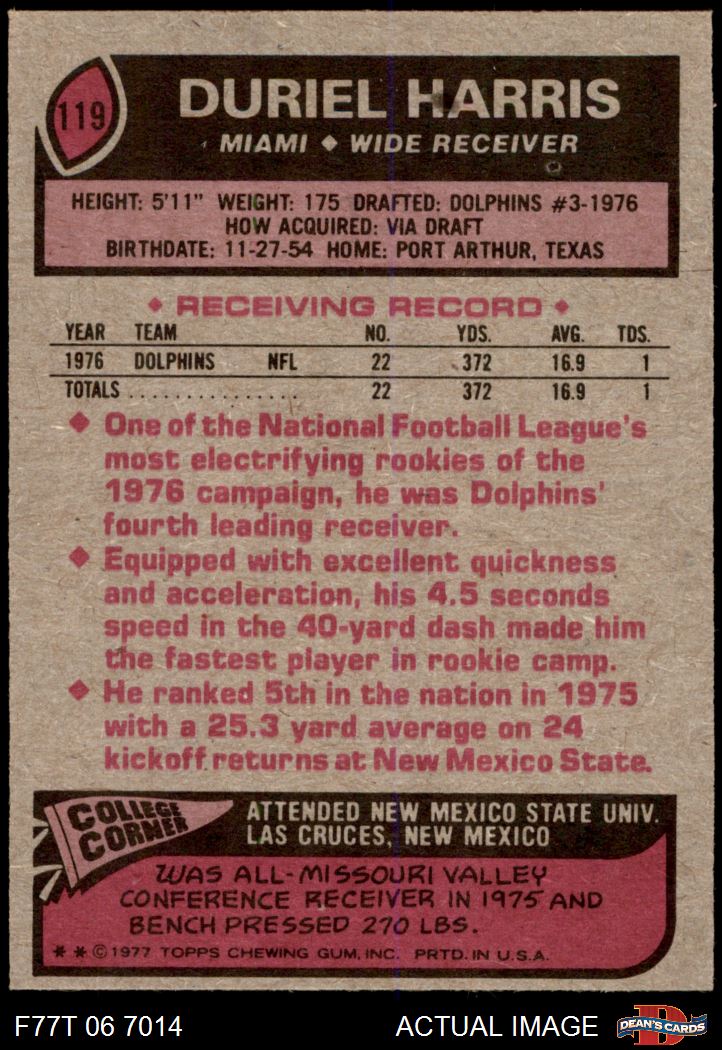 119
DURIEL HARRIS
MIAMI ◆ WIDE RECEIVER
HEIGHT: 5'11" WEIGHT: 175 DRAFTED: DOLPHINS #3-1976
HOW ACQUIRED: VIA DRAFT
BIRTHDATE: 11-27-54 HOME: PORT ARTHUR, TEXAS
◆ RECEIVING RECORD ◆
YEAR TEAM NO. YDS. AVG. TDS.
1976 DOLPHINS NFL 22 372 16.9 1
TOTALS ............... 22 372 16.9 1
◆ One of the National Football League's
most electrifying rookies of the
1976 campaign, he was Dolphins'
fourth leading receiver.
◆ Equipped with excellent quickness
and acceleration, his 4.5 seconds
speed in the 40-yard dash made him
the fastest player in rookie camp.
◆ He ranked 5th in the nation in 1975
with a 25.3 yard average on 24
kickoff returns at New Mexico State.
COLLEGE
CORNER
ATTENDED NEW MEXICO STATE UNIV.
LAS CRUCES, NEW MEXICO
WAS ALL-MISSOURI VALLEY
CONFERENCE RECEIVER IN 1975 AND
BENCH PRESSED 270 LBS.
* * © 1977 TOPPS CHEWING GUM, INC. PRTD. IN U.S.A.
F77T 06 7014 ACTUAL IMAGE DEAN'S CARDS